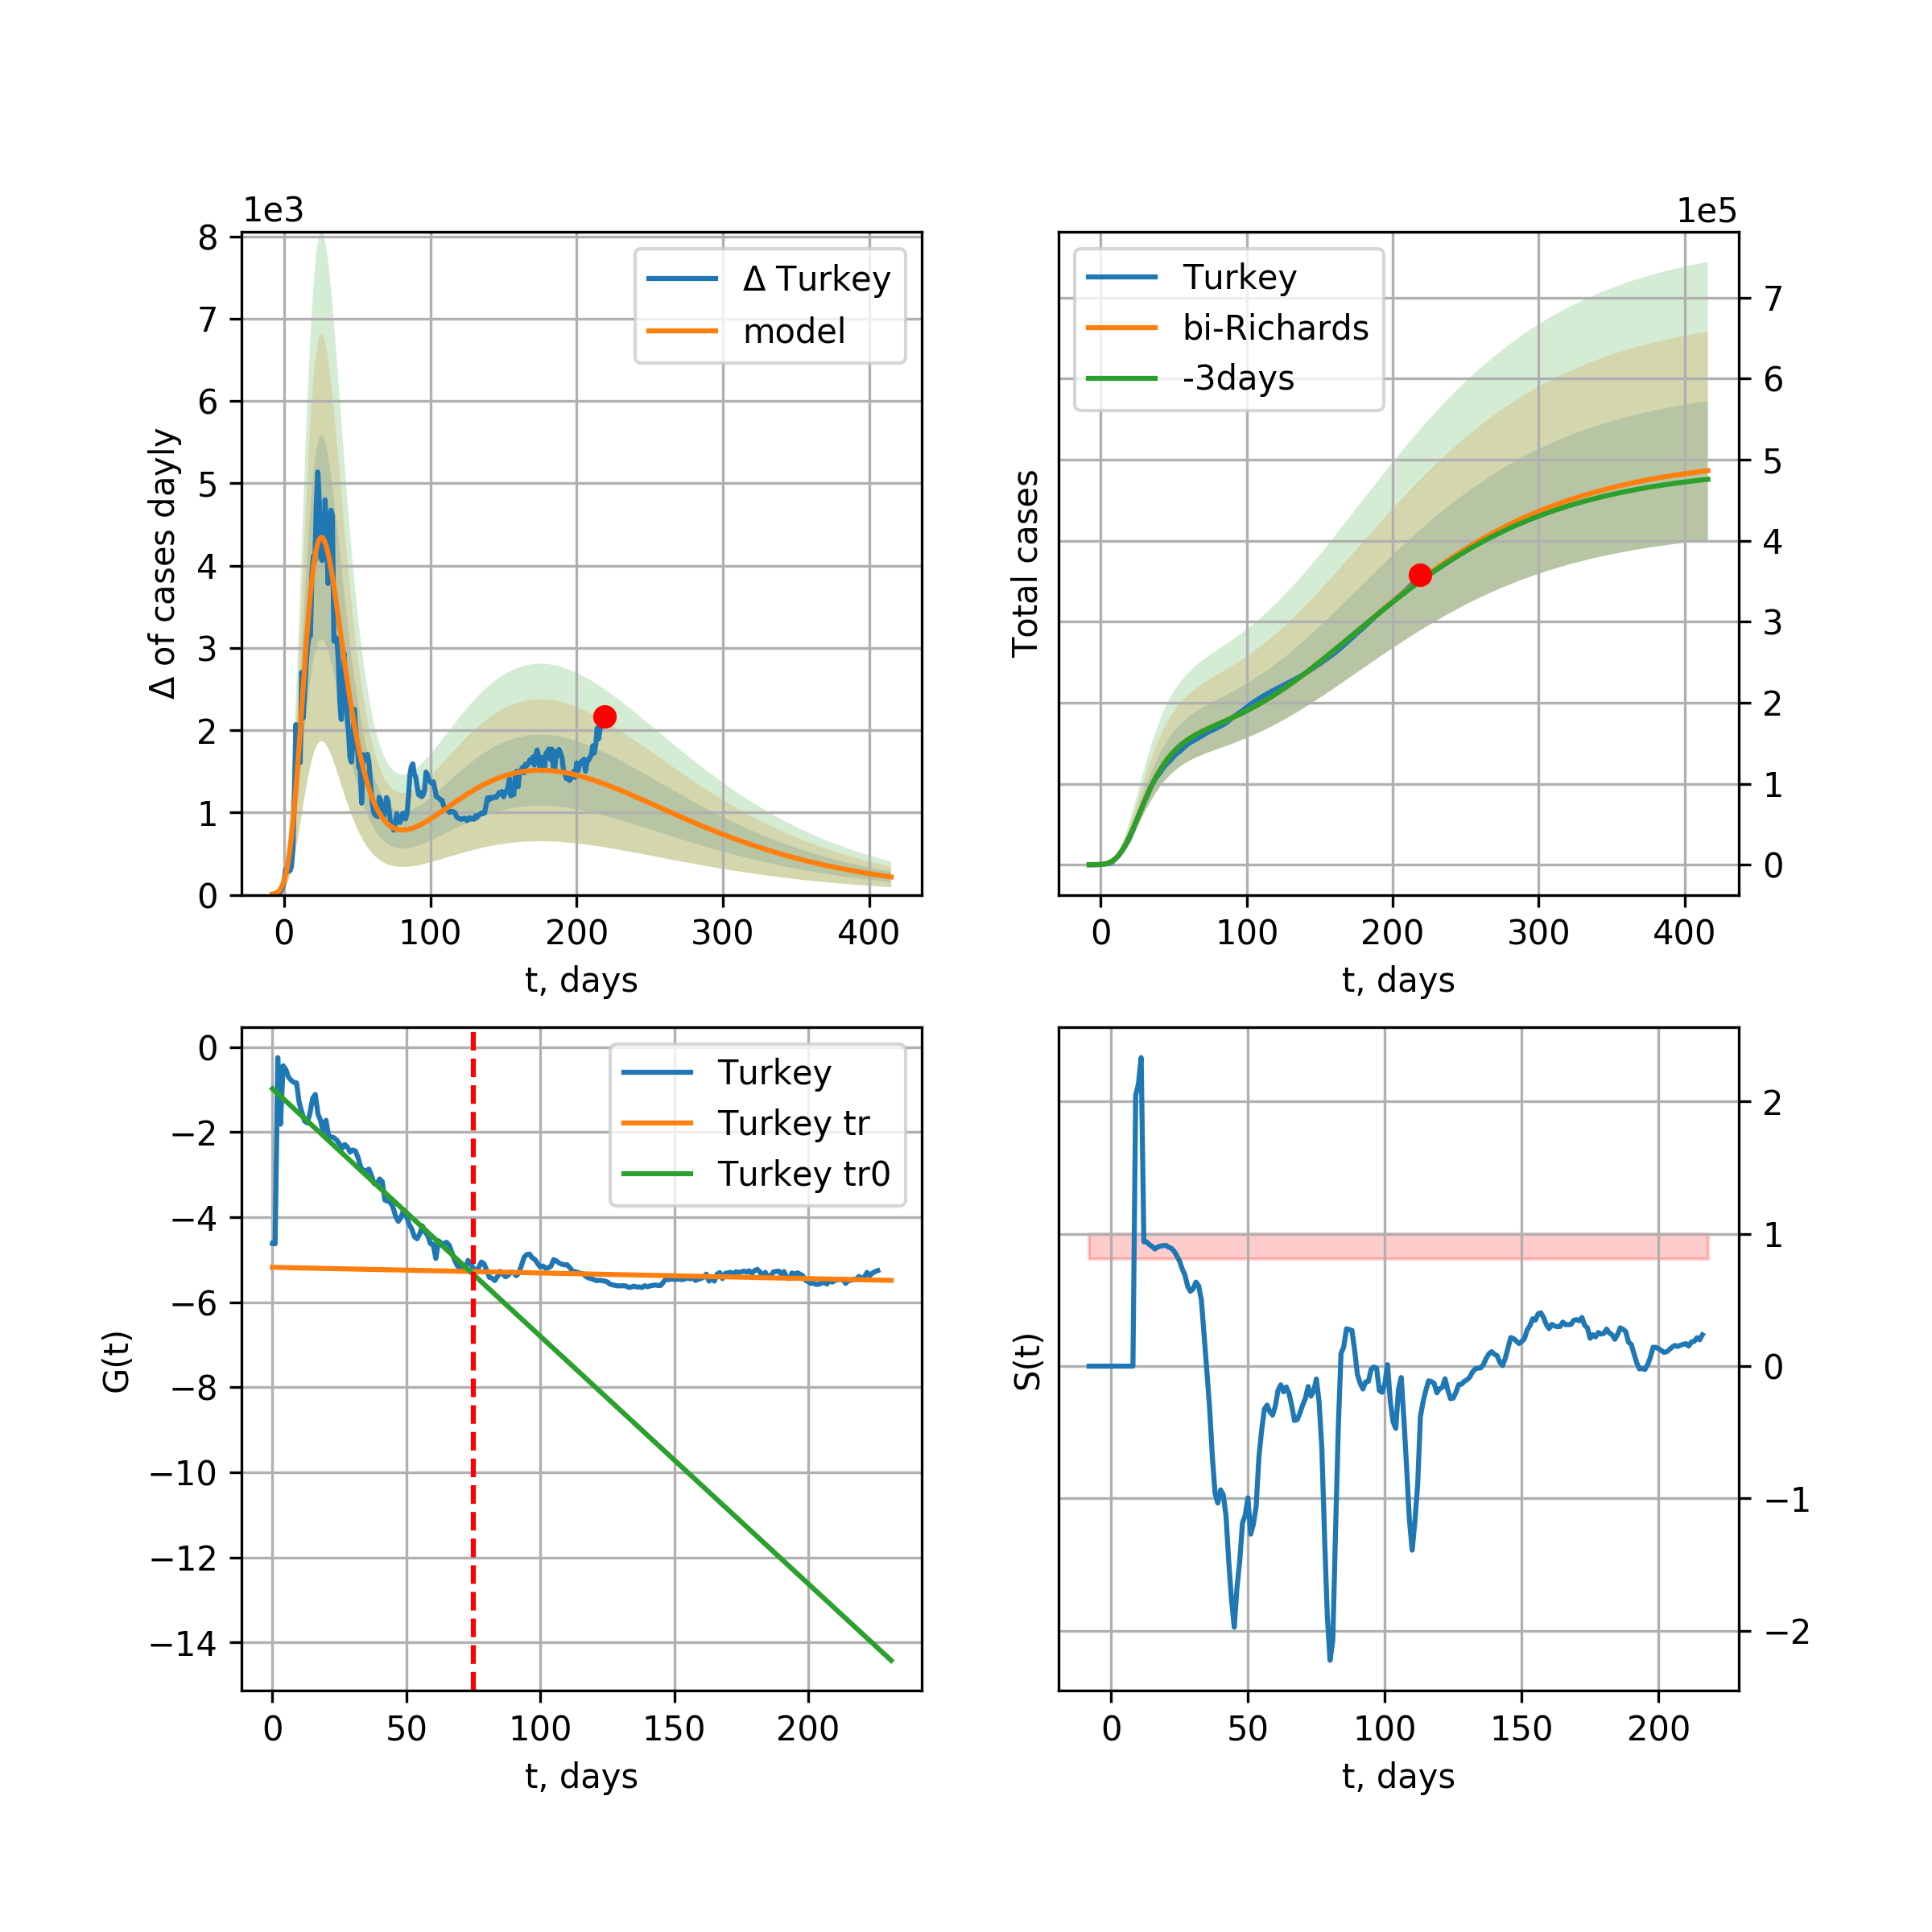 1e3
8
7
6
5
4
3
2
1
0
Δ of cases dayly
Δ Turkey
model
0 100 200 300 400
t, days
1e5
Turkey
bi-Richards
-3days
Total cases
7
6
5
4
3
2
1
0
0 100 200 300 400
t, days
0
−2
−4
−6
−8
−10
−12
−14
G(t)
Turkey
Turkey tr
Turkey tr0
0 50 100 150 200
t, days
S(t)
2
1
0
−1
−2
0 50 100 150 200
t, days